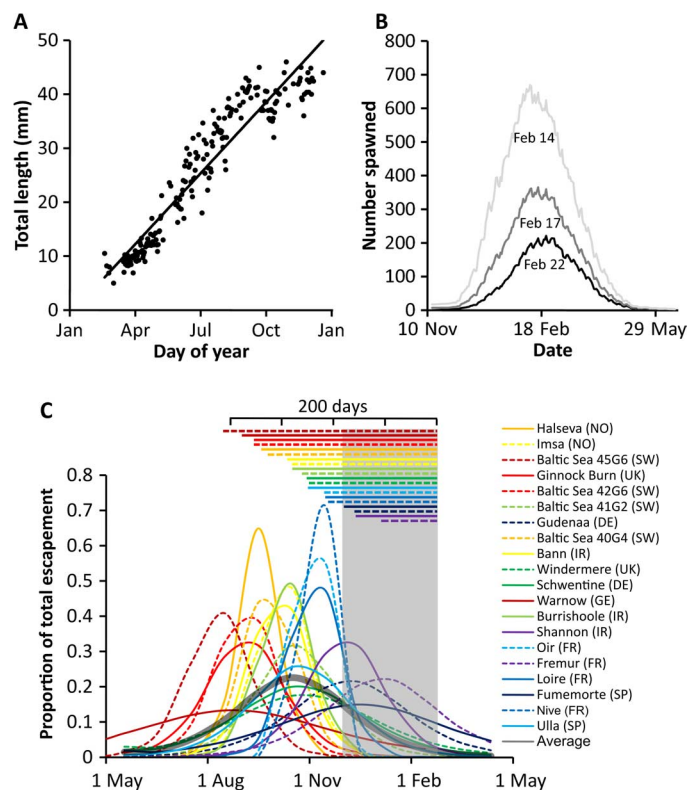 A
50
40
30
20
10
0
Total length (mm)
Jan
Apr
Jul
Oct
Jan
Day of year
B
800
700
600
500
400
300
200
100
0
Number spawned
Feb 14
Feb 17
Feb 22
10 Nov
18 Feb
29 May
Date
C
200 days
0.8
0.7
0.6
0.5
0.4
0.3
0.2
0.1
0
Proportion of total escapement
1 May
1 Aug
1 Nov
1 Feb
1 May
Halseva (NO)
Imsa (NO)
Baltic Sea 45G6 (SW)
Ginnock Burn (UK)
Baltic Sea 42G6 (SW)
Baltic Sea 41G2 (SW)
Gudenaa (DE)
Baltic Sea 40G4 (SW)
Bann (IR)
Windermere (UK)
Schwentine (DE)
Warnow (GE)
Burrishoole (IR)
Shannon (IR)
Oir (FR)
Fremur (FR)
Loire (FR)
Fumemorte (SP)
Nive (FR)
Ulla (SP)
Average